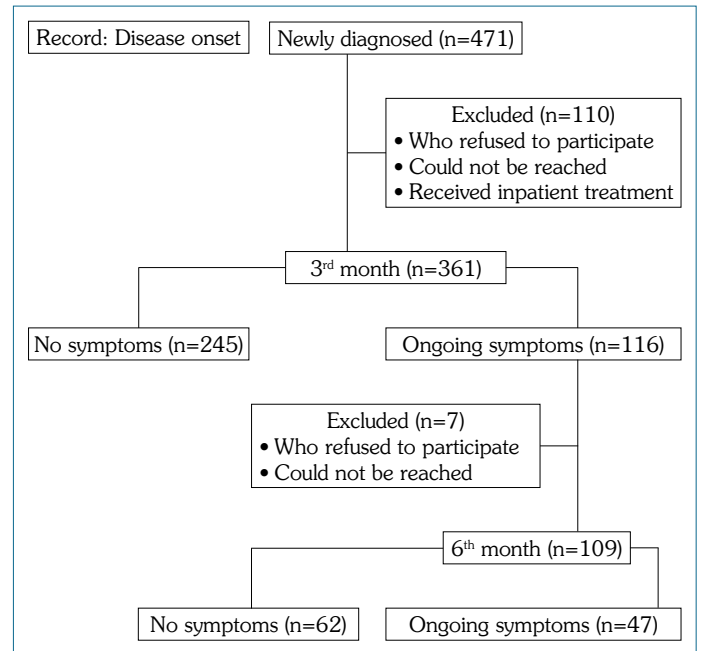 Record: Disease onset
Newly diagnosed (n=471)
Excluded (n=110)
• Who refused to participate
• Could not be reached
• Received inpatient treatment
3rd month (n=361)
No symptoms (n=245)
Ongoing symptoms (n=116)
Excluded (n=7)
• Who refused to participate
• Could not be reached
6th month (n=109)
No symptoms (n=62)
Ongoing symptoms (n=47)